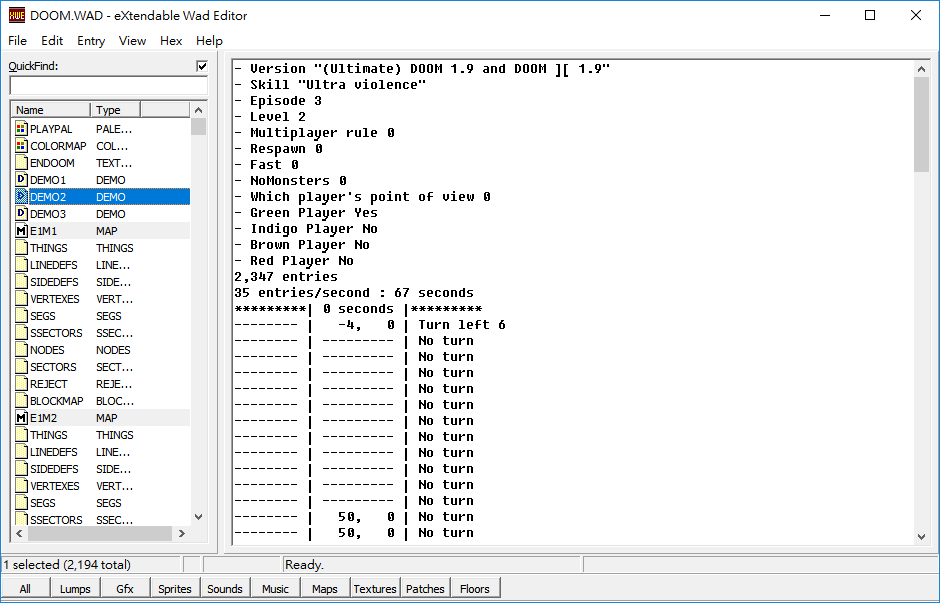 DOOM.WAD - eXtendable Wad Editor
File Edit Entry View Hex Help
QuickFind:
Name Type
PLAYPAL PALE...
COLORMAP COL...
ENDOOM TEXT...
DEMO1 DEMO
DEMO2 DEMO
DEMO3 DEMO
E1M1 MAP
THINGS THINGS
LINEDEFS LINE...
SIDEDEFS SIDE...
VERTEXES VERT...
SEGS SEGS
SSECTORS SSEC...
NODES NODES
SECTORS SECT...
REJECT REJE...
BLOCKMAP BLOC...
E1M2 MAP
THINGS THINGS
LINEDEFS LINE...
SIDEDEFS SIDE...
VERTEXES VERT...
SEGS SEGS
SSECTORS SSEC...
- Version "(Ultimate) DOOM 1.9 and DOOM ][ 1.9"
- Skill "Ultra violence"
- Episode 3
- Level 2
- Multiplayer rule 0
- Respawn 0
- Fast 0
- NoMonsters 0
- Which player's point of view 0
- Green Player Yes
- Indigo Player No
- Brown Player No
- Red Player No
2,347 entries
35 entries/second : 67 seconds
*********| 0 seconds |*********
-------- |   -4,   0 | Turn left 6
-------- | --------- | No turn
-------- | --------- | No turn
-------- | --------- | No turn
-------- | --------- | No turn
-------- | --------- | No turn
-------- | --------- | No turn
-------- | --------- | No turn
-------- | --------- | No turn
-------- | --------- | No turn
-------- | --------- | No turn
-------- | --------- | No turn
-------- |   50,   0 | No turn
-------- |   50,   0 | No turn
1 selected (2,194 total) Ready.
All Lumps Gfx Sprites Sounds Music Maps Textures Patches Floors